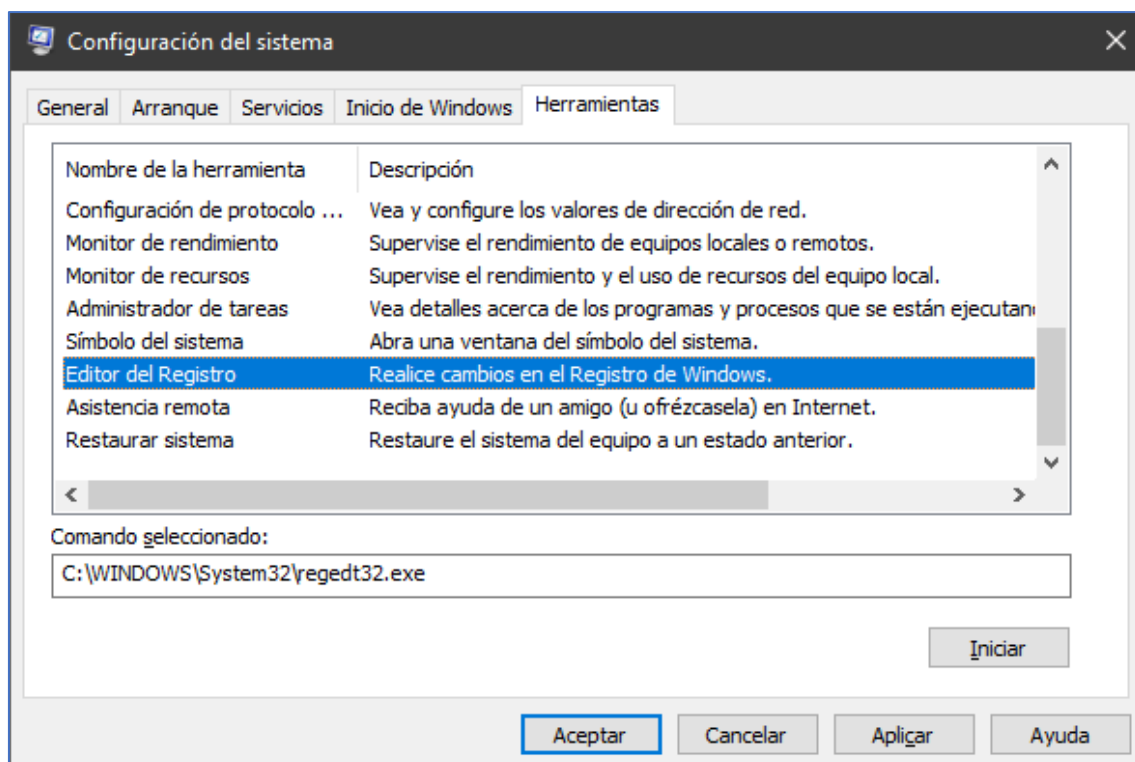 Configuración del sistema
General Arranque Servicios Inicio de Windows Herramientas
Nombre de la herramienta Descripción
Configuración de protocolo ... Vea y configure los valores de dirección de red.
Monitor de rendimiento Supervise el rendimiento de equipos locales o remotos.
Monitor de recursos Supervise el rendimiento y el uso de recursos del equipo local.
Administrador de tareas Vea detalles acerca de los programas y procesos que se están ejecutan
Símbolo del sistema Abra una ventana del símbolo del sistema.
Editor del Registro Realice cambios en el Registro de Windows.
Asistencia remota Reciba ayuda de un amigo (u ofrézcasela) en Internet.
Restaurar sistema Restaure el sistema del equipo a un estado anterior.
Comando seleccionado:
C:\WINDOWS\System32\regedt32.exe
Iniciar
Aceptar Cancelar Aplicar Ayuda